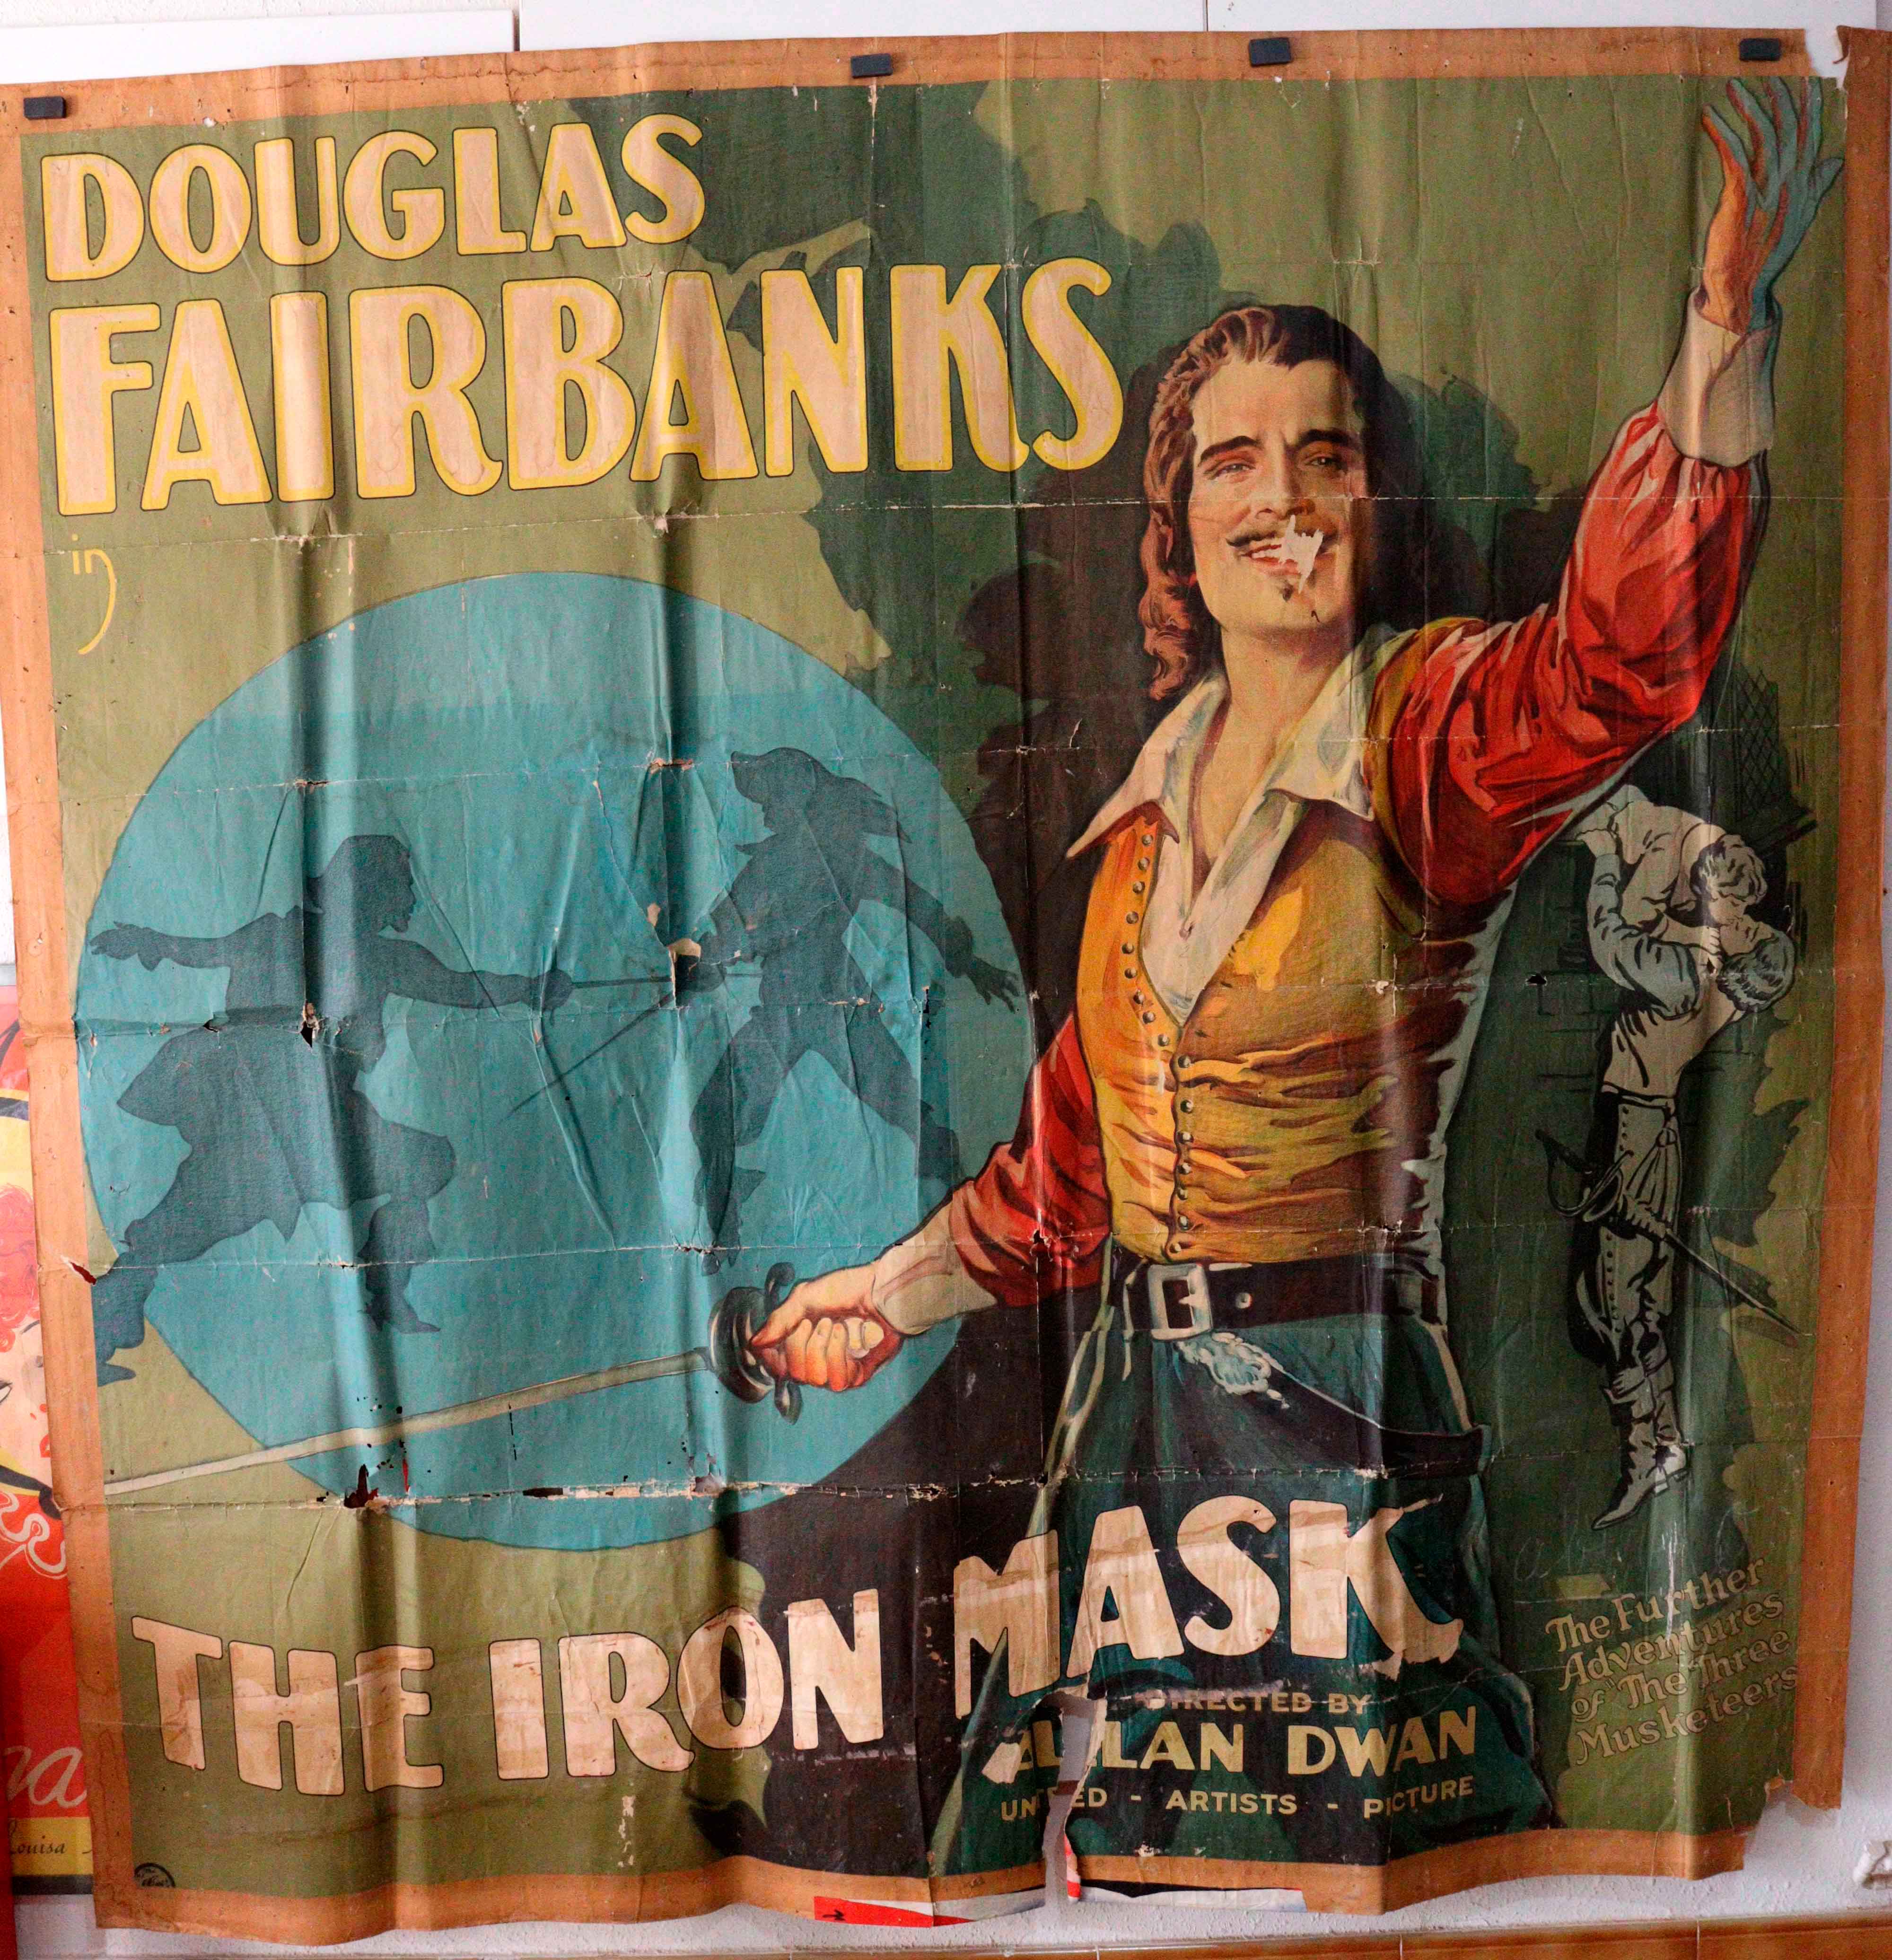 DOUGLAS
FAIRBANKS
in
THE IRON MASK
DIRECTED BY
ALLAN DWAN
UNITED - ARTISTS - PICTURE
The Further
Adventures
of "The Three
Musketeers
Louisa